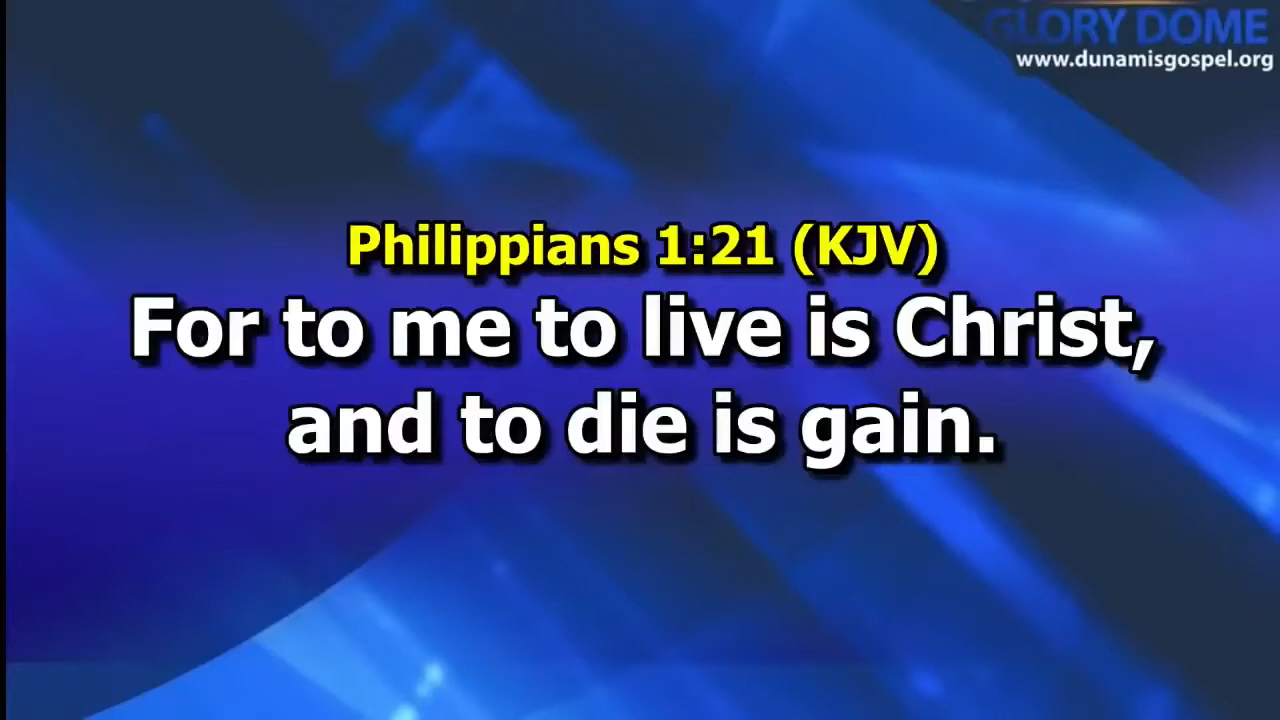 GLORY DOME
www.dunamisgospel.org
Philippians 1:21 (KJV)
For to me to live is Christ,
and to die is gain.